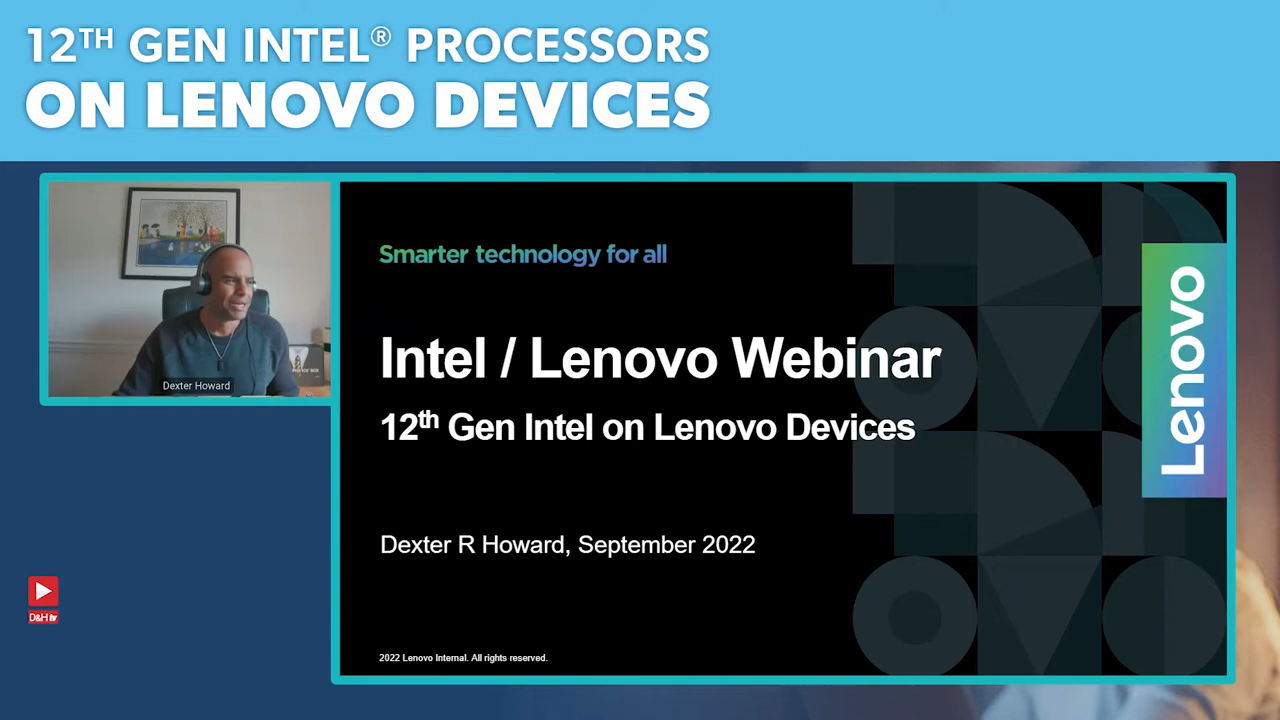 12TH GEN INTEL® PROCESSORS
ON LENOVO DEVICES
Dexter Howard
Smarter technology for all
Intel / Lenovo Webinar
12th Gen Intel on Lenovo Devices
Dexter R Howard, September 2022
2022 Lenovo Internal. All rights reserved.
Lenovo
D&H tv